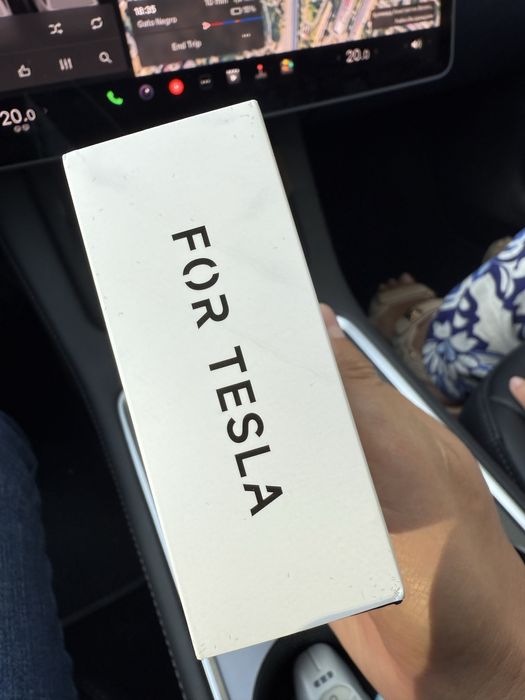 18:35
Gato Negro
End Trip
20.0
20.0
FOR TESLA